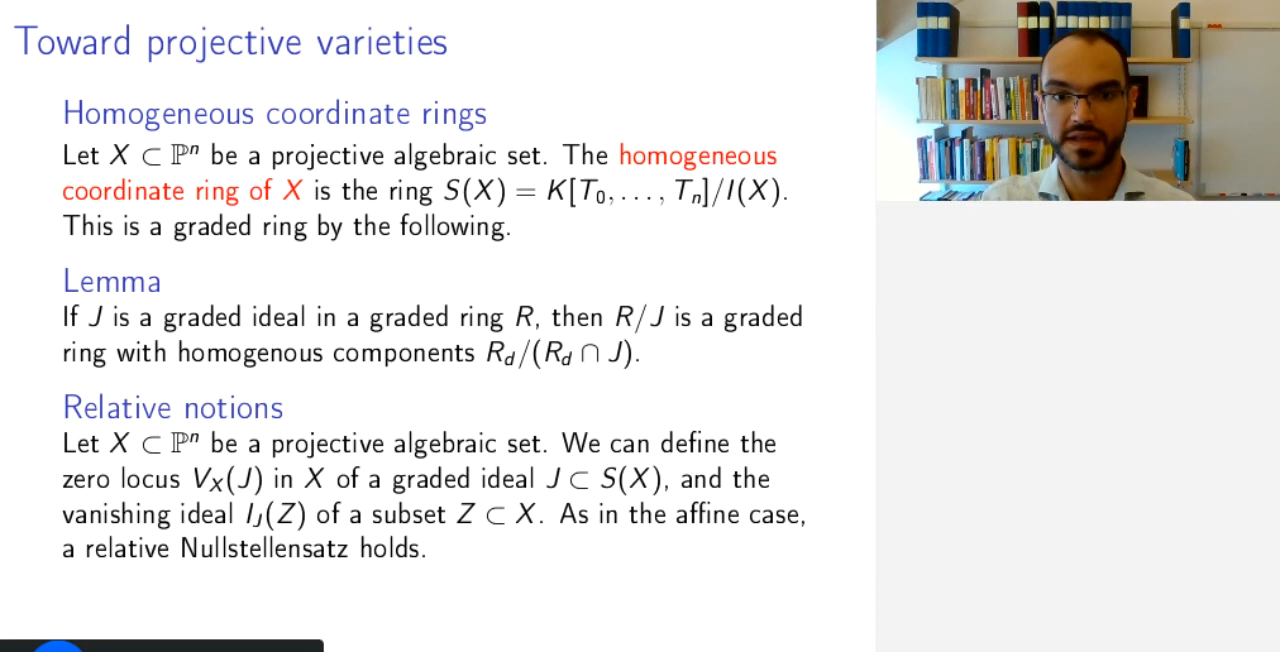 Toward projective varieties
Homogeneous coordinate rings
Let X ⊂ ℙⁿ be a projective algebraic set. The homogeneous
coordinate ring of X is the ring S(X) = K[T₀, . . . , Tₙ]/I(X).
This is a graded ring by the following.
Lemma
If J is a graded ideal in a graded ring R, then R/J is a graded
ring with homogenous components R_d/(R_d ∩ J).
Relative notions
Let X ⊂ ℙⁿ be a projective algebraic set. We can define the
zero locus V_X(J) in X of a graded ideal J ⊂ S(X), and the
vanishing ideal I_J(Z) of a subset Z ⊂ X. As in the affine case,
a relative Nullstellensatz holds.